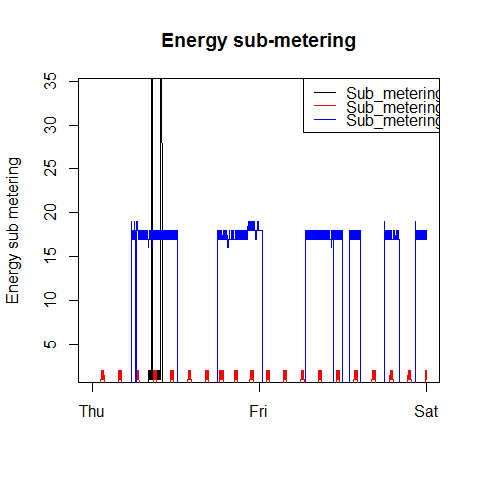 Energy sub-metering
Sub_metering
Sub_metering
Sub_metering
Energy sub metering
35
30
25
20
15
10
5
Thu Fri Sat